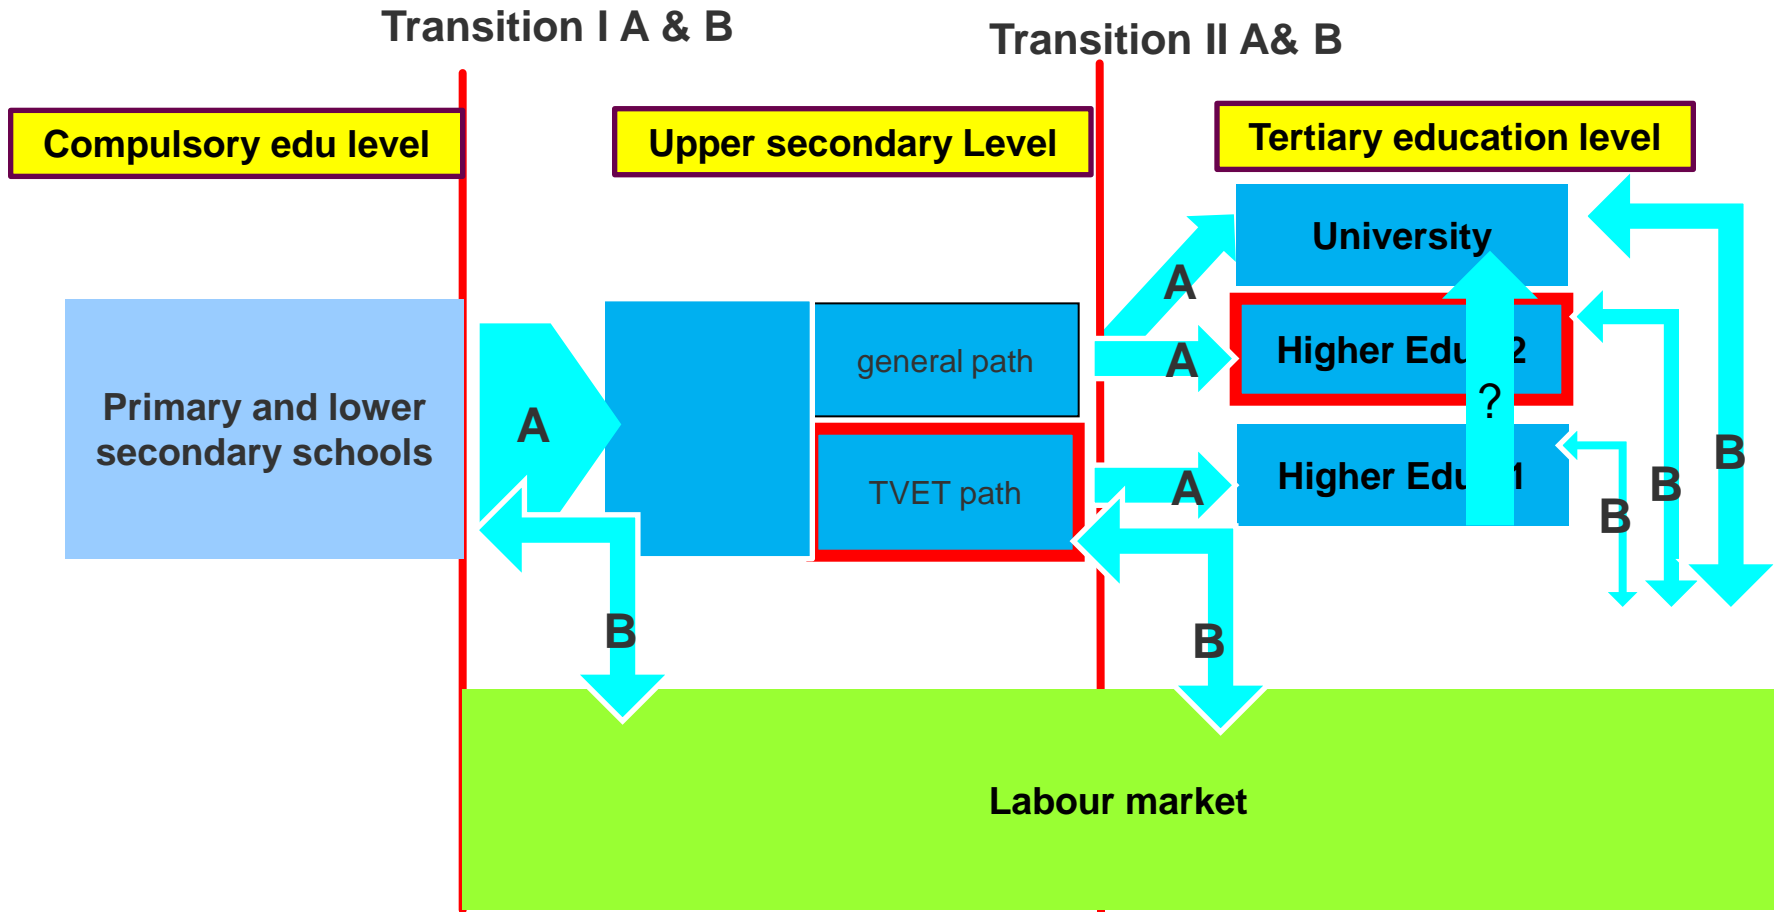 Transition I A & B
Transition II A& B
Compulsory edu level
Upper secondary Level
Tertiary education level
University
A
general path
A
Higher Edu 2
Primary and lower
secondary schools
A
?
TVET path
A
Higher Edu 1
B
B
B
B
B
Labour market